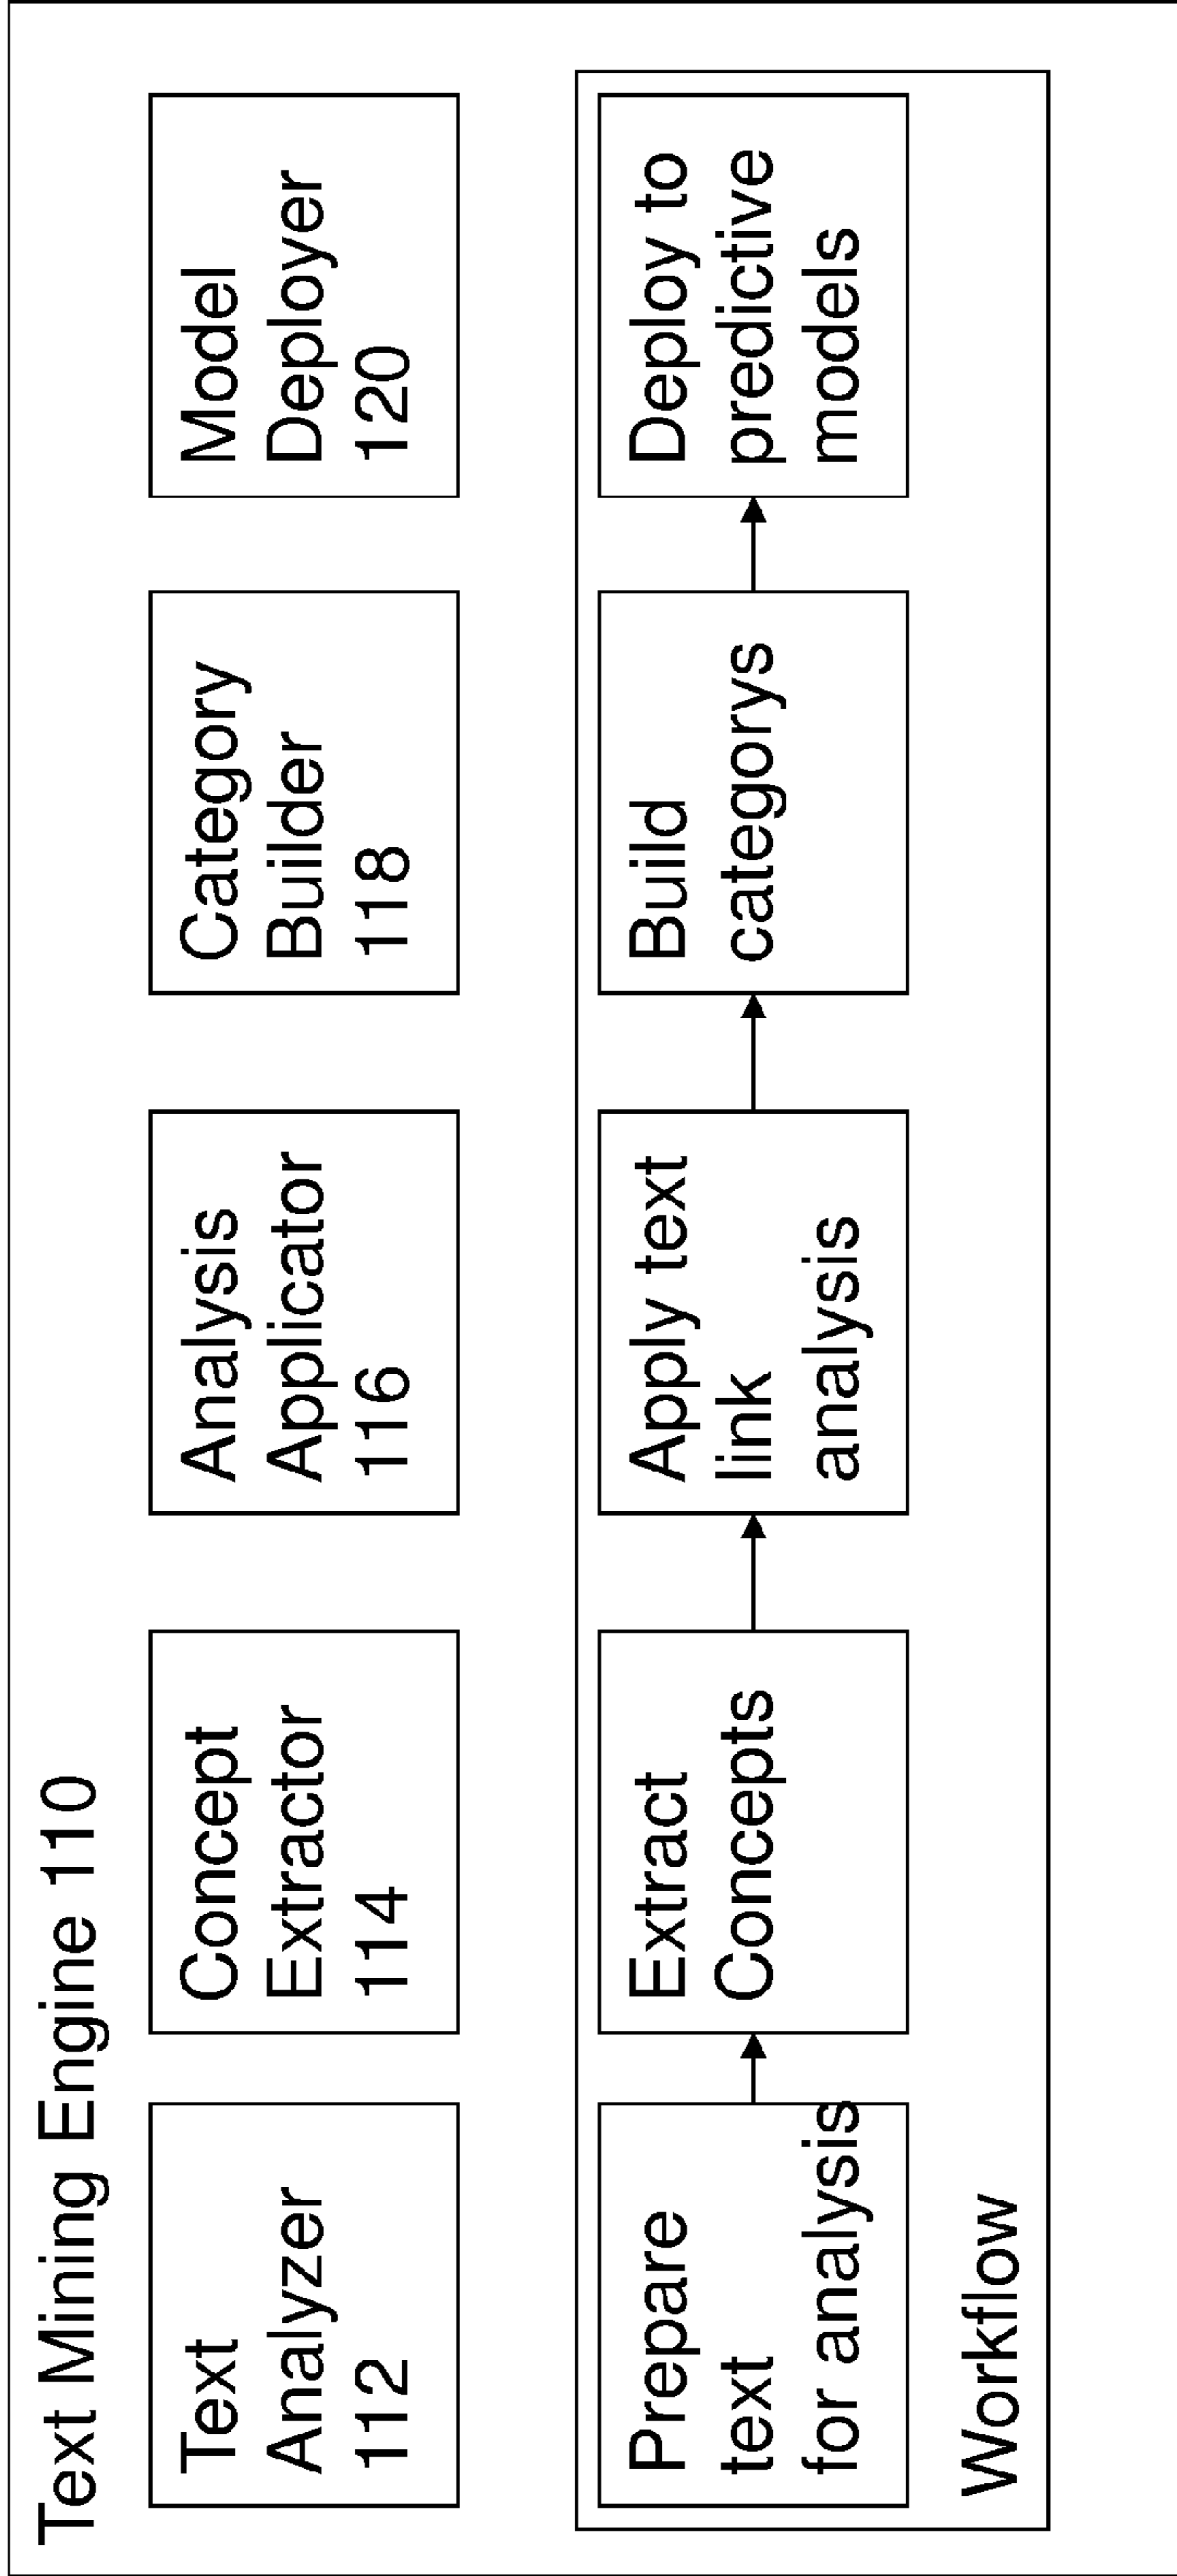 Text Mining Engine 110
Text
Analyzer
112
Concept
Extractor
114
Analysis
Applicator
116
Category
Builder
118
Model
Deployer
120
Prepare
text
for analysis
Extract
Concepts
Apply text
link
analysis
Build
categorys
Deploy to
predictive
models
Workflow